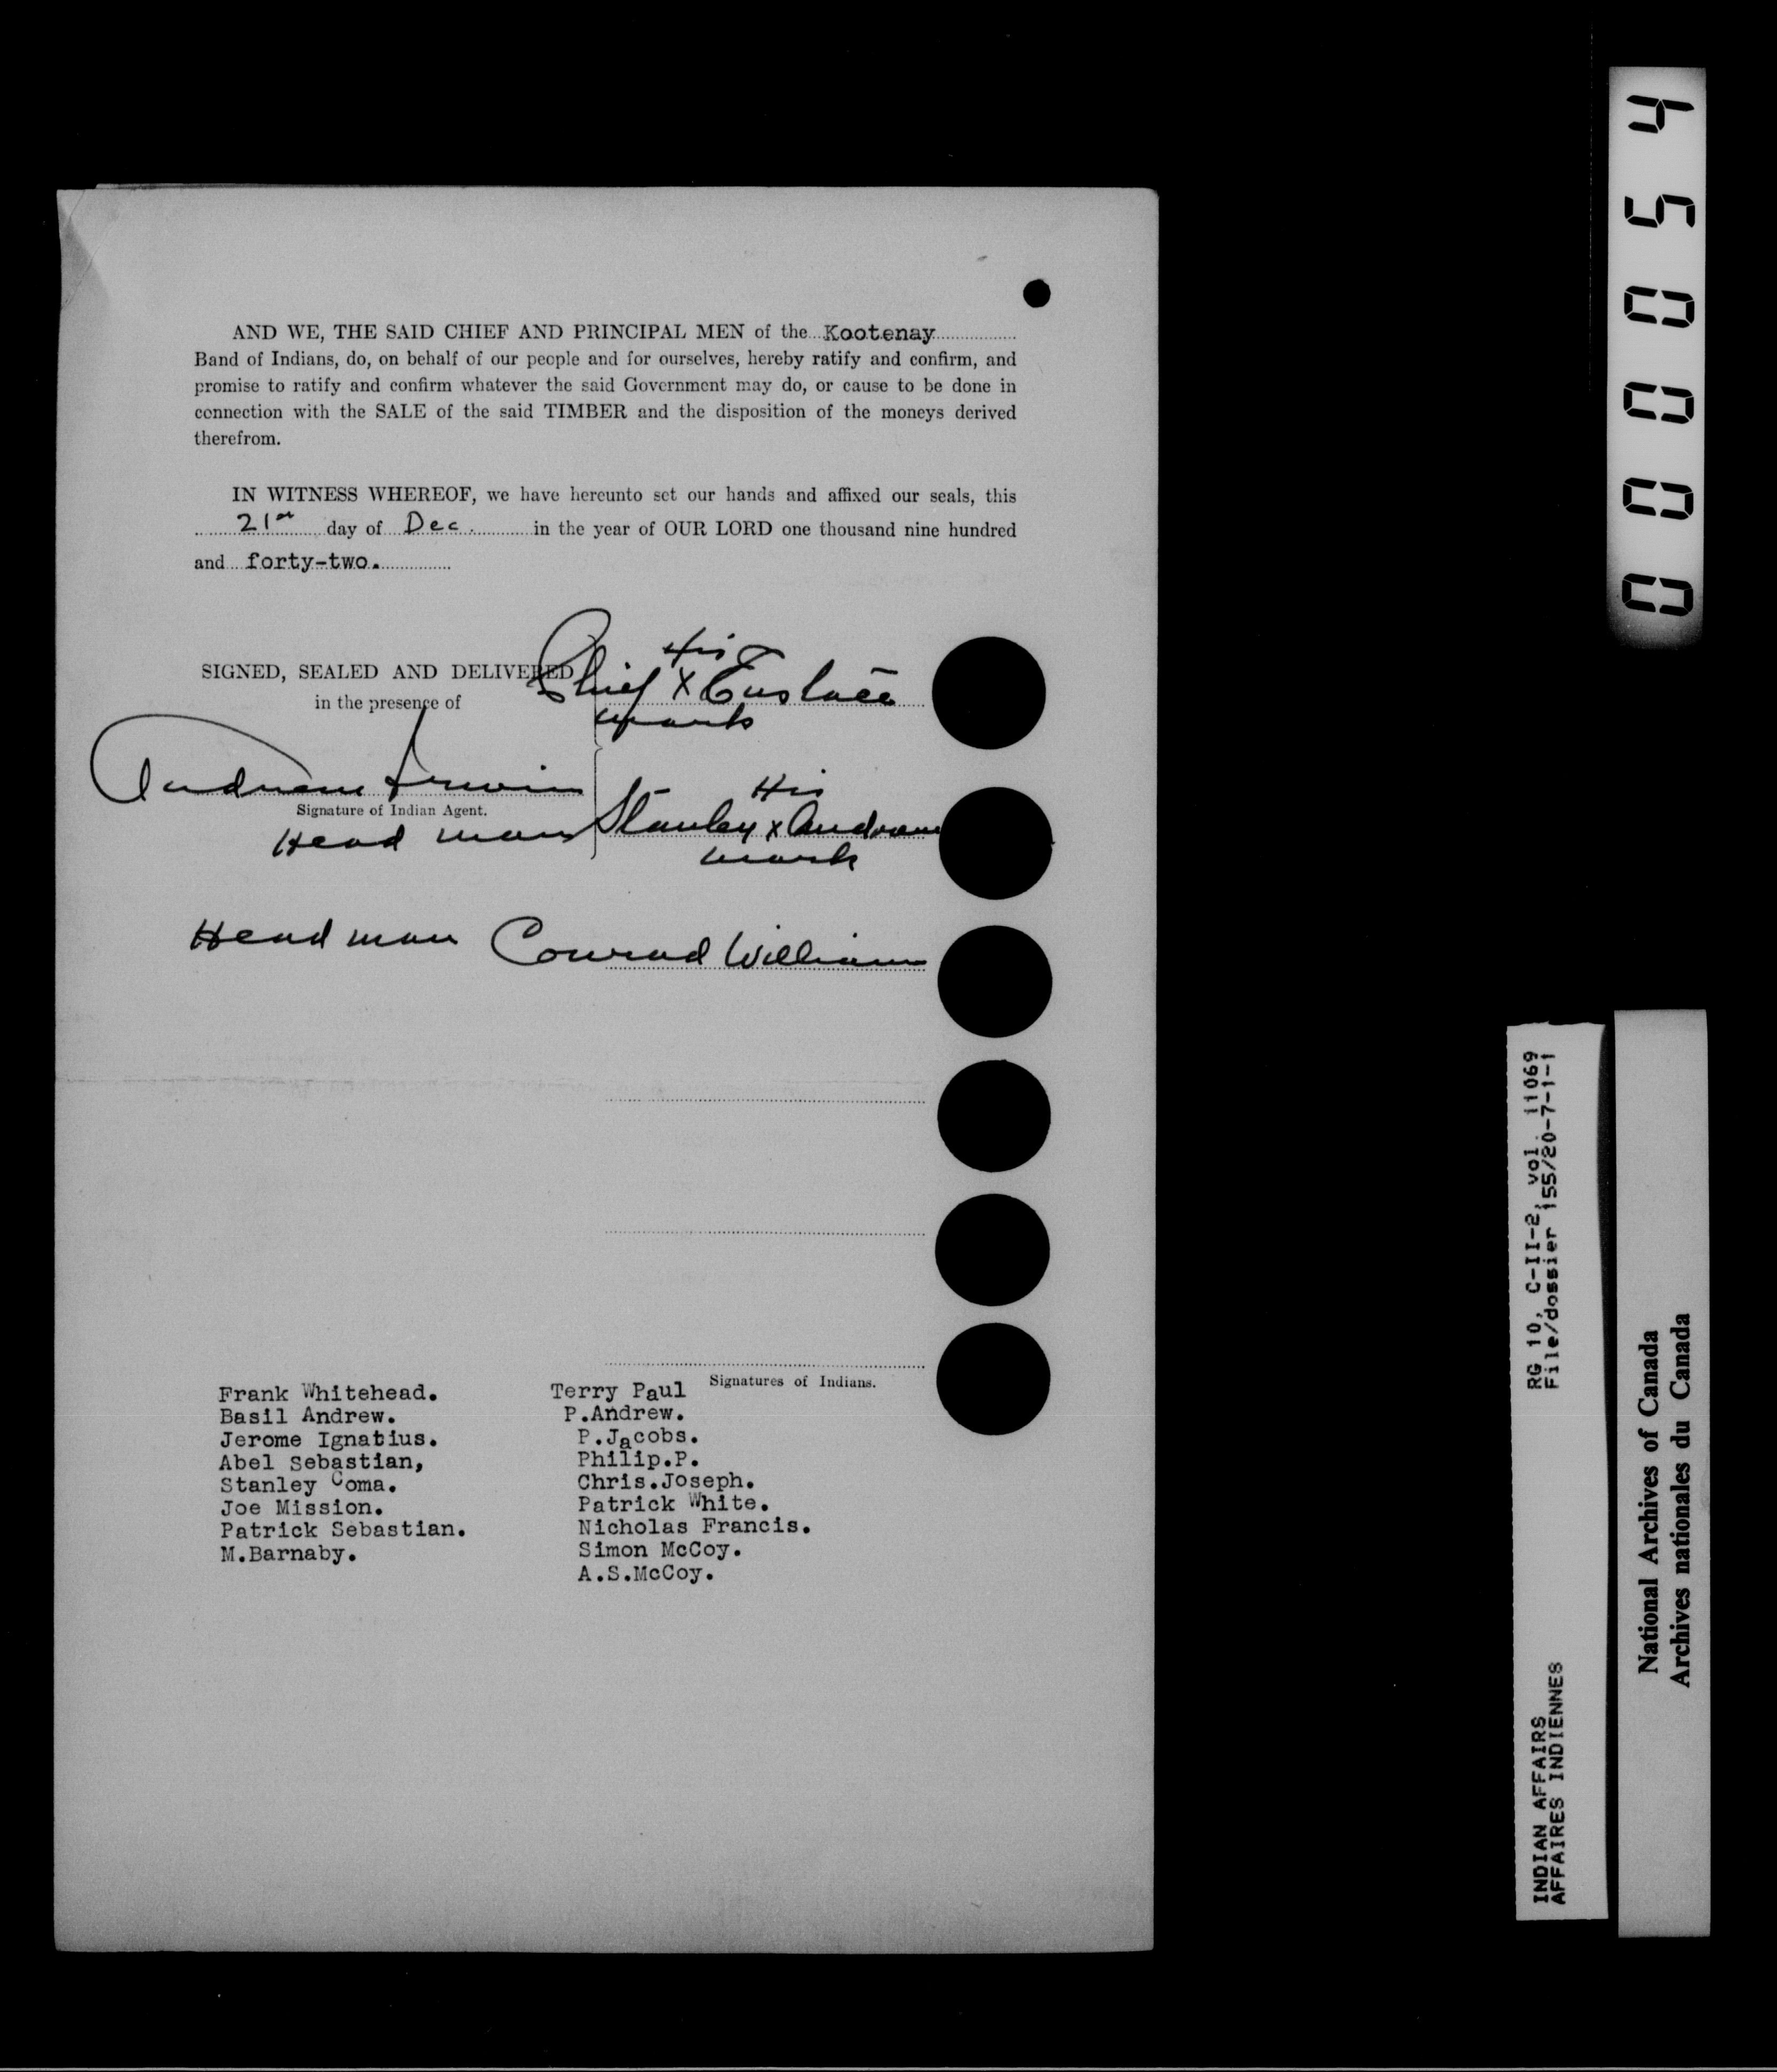 AND WE, THE SAID CHIEF AND PRINCIPAL MEN of the Kootenay
Band of Indians, do, on behalf of our people and for ourselves, hereby ratify and confirm, and
promise to ratify and confirm whatever the said Government may do, or cause to be done in
connection with the SALE of the said TIMBER and the disposition of the moneys derived
therefrom.
IN WITNESS WHEREOF, we have hereunto set our hands and affixed our seals, this
21st day of Dec. in the year of OUR LORD one thousand nine hundred
and forty-two.
SIGNED, SEALED AND DELIVERED
in the presence of
His
Chief X Eustace
mark
Signature of Indian Agent.
His
Head man Stanley x Andrew
mark
Head man Conrad William
Signatures of Indians.
Frank Whitehead.
Basil Andrew.
Jerome Ignatius.
Abel Sebastian,
Stanley Coma.
Joe Mission.
Patrick Sebastian.
M.Barnaby.
Terry Paul
P.Andrew.
P.Jacobs.
Philip.P.
Chris.Joseph.
Patrick White.
Nicholas Francis.
Simon McCoy.
A.S.McCoy.
000054
RG 10, C-II-2, vol. 11069
File/dossier 155/20-7-1-1
INDIAN AFFAIRS
AFFAIRES INDIENNES
National Archives of Canada
Archives nationales du Canada